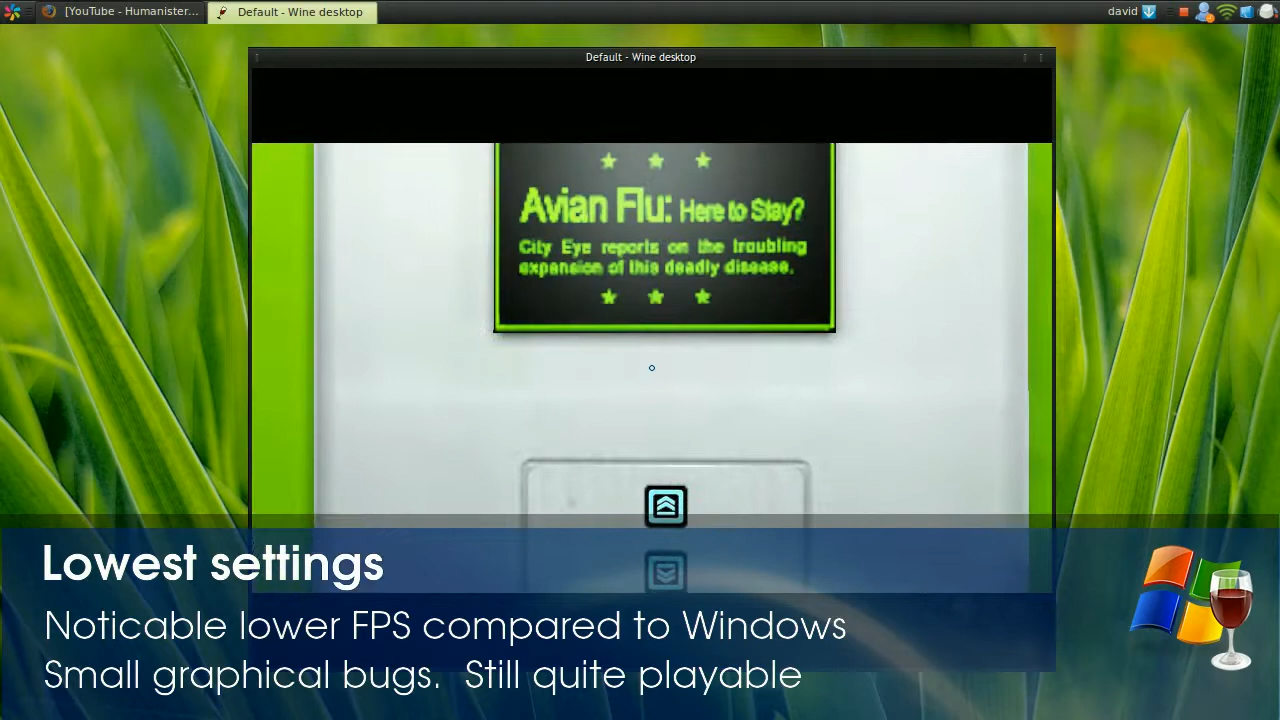 [YouTube - Humanister...
Default - Wine desktop
david
Default - Wine desktop
Avian Flu: Here to Stay?
City Eye reports on the troubling
expansion of this deadly disease.
Lowest settings
Noticable lower FPS compared to Windows
Small graphical bugs. Still quite playable